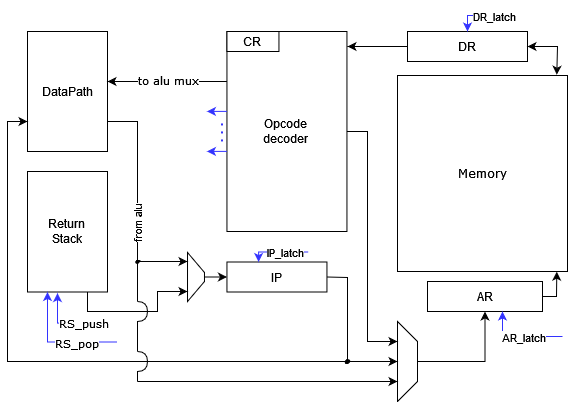 DR_latch
CR
DR
DataPath
to alu mux
Opcode
decoder
Memory
Return
Stack
from alu
IP_latch
IP
AR
RS_push
RS_pop
AR_latch